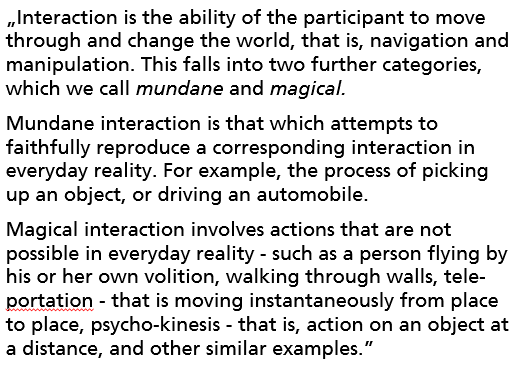 „Interaction is the ability of the participant to move
through and change the world, that is, navigation and
manipulation. This falls into two further categories,
which we call mundane and magical.
Mundane interaction is that which attempts to
faithfully reproduce a corresponding interaction in
everyday reality. For example, the process of picking
up an object, or driving an automobile.
Magical interaction involves actions that are not
possible in everyday reality - such as a person flying by
his or her own volition, walking through walls, tele-
portation - that is moving instantaneously from place
to place, psycho-kinesis - that is, action on an object at
a distance, and other similar examples.”